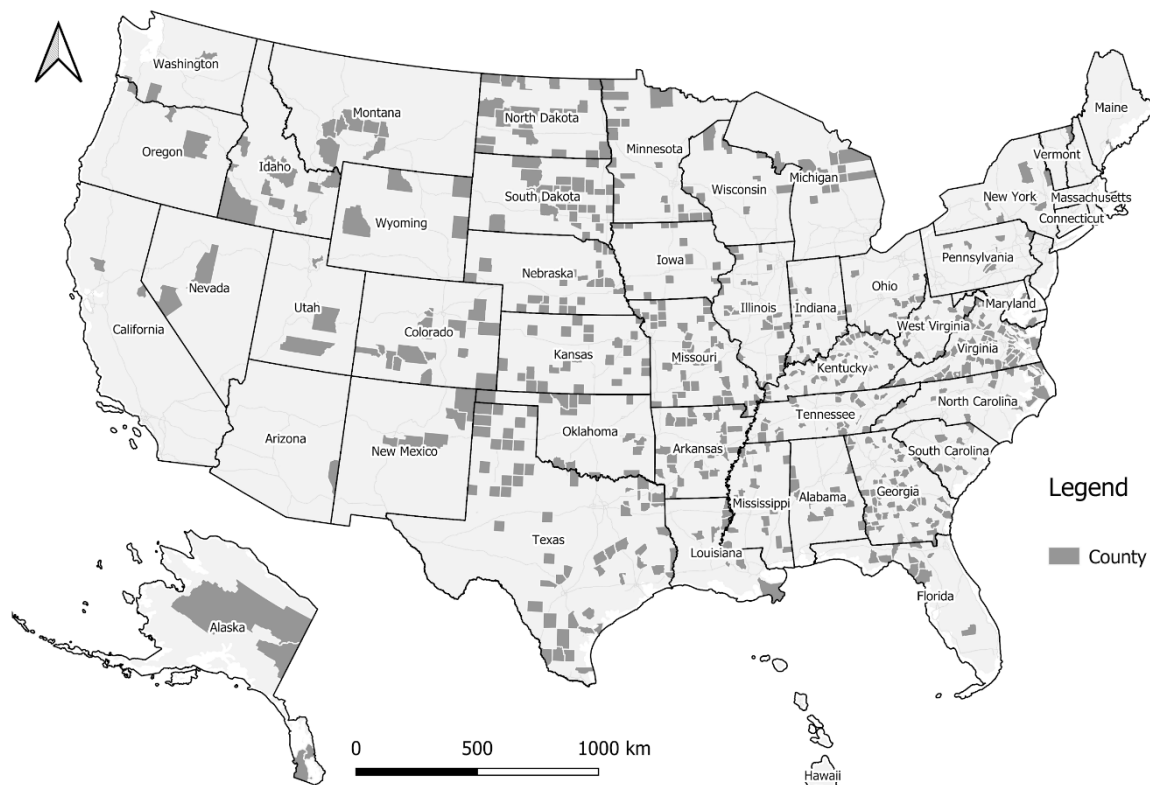 Washington
Montana
North Dakota
Minnesota
Maine
Oregon
Idaho
Vermont
Wisconsin
Michigan
South Dakota
Wyoming
New York
Massachusetts
Connecticut
Iowa
Nebraska
Pennsylvania
Nevada
Ohio
Maryland
Utah
Illinois
Indiana
California
Colorado
West Virginia
Virginia
Kansas
Missouri
Kentucky
North Carolina
Tennessee
Arizona
New Mexico
Oklahoma
Arkansas
South Carolina
Mississippi
Alabama
Georgia
Legend
Texas
Louisiana
County
Florida
Alaska
0 500 1000 km
Hawaii